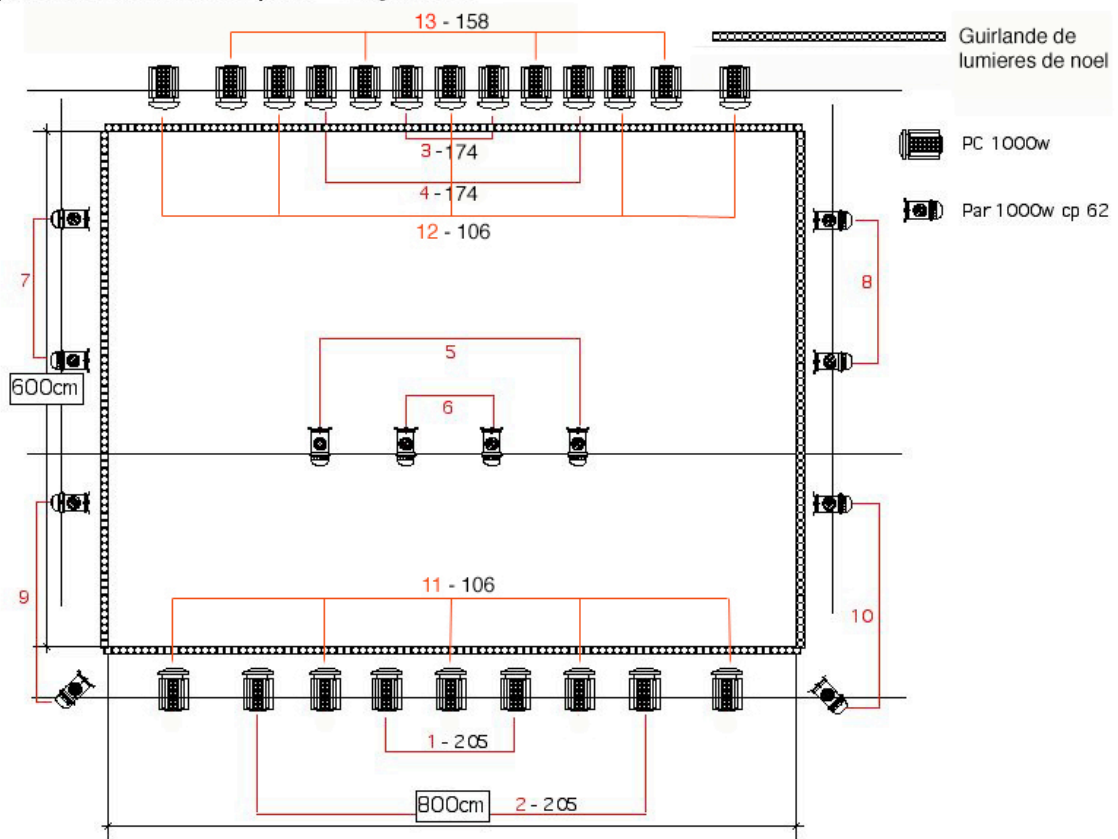 13 - 158
Guirlande de
lumieres de noel
PC 1000w
3 - 174
4 - 174
Par 1000w cp 62
12 - 106
7
8
5
600cm
6
11 - 106
9
10
1 - 205
800cm
2 - 205